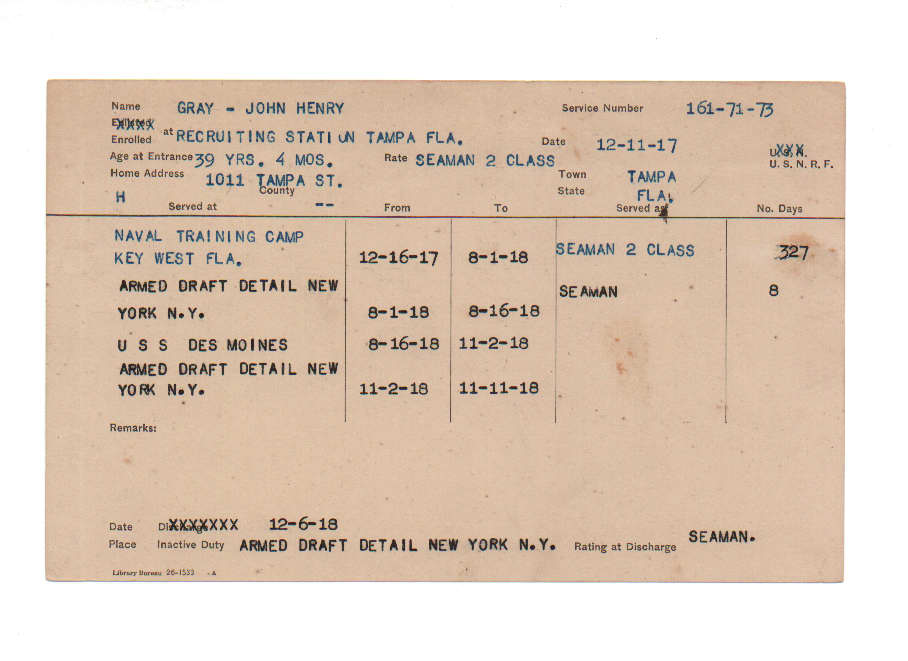 Name GRAY - JOHN HENRY Service Number 161-71-73
Enlisted
Enrolled at RECRUITING STATION TAMPA FLA. Date 12-11-17 U.S.N.
Age at Entrance 39 YRS. 4 MOS. Rate SEAMAN 2 CLASS U. S. N. R. F.
Home Address 1011 TAMPA ST. Town TAMPA
H County -- State FLA.
Served at From To Served as No. Days
NAVAL TRAINING CAMP
KEY WEST FLA. 12-16-17 8-1-18 SEAMAN 2 CLASS 327
ARMED DRAFT DETAIL NEW SEAMAN 8
YORK N.Y. 8-1-18 8-16-18
U S S DES MOINES 8-16-18 11-2-18
ARMED DRAFT DETAIL NEW
YORK N.Y. 11-2-18 11-11-18
Remarks:
Date Discharge XXXXXXX 12-6-18
Place Inactive Duty ARMED DRAFT DETAIL NEW YORK N.Y. Rating at Discharge SEAMAN.
Library Bureau 26-1533 - A